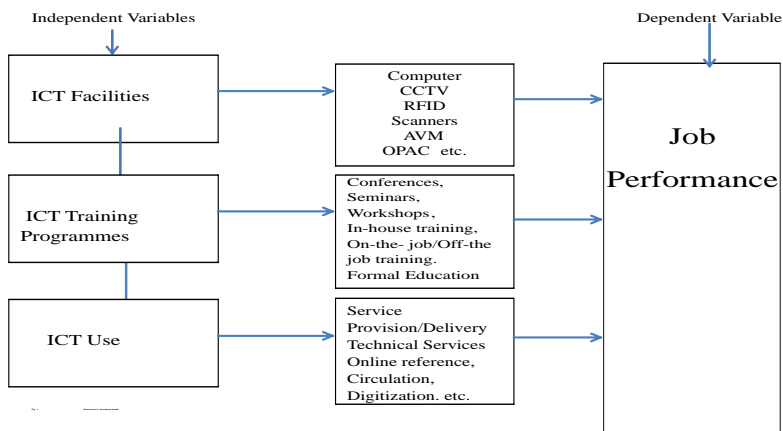 Independent Variables
Dependent Variable
ICT Facilities
Computer
CCTV
RFID
Scanners
AVM
OPAC etc.
Job
Performance
ICT Training
Programmes
Conferences,
Seminars,
Workshops,
In-house training,
On-the- job/Off-the
job training.
Formal Education
ICT Use
Service
Provision/Delivery
Technical Services
Online reference,
Circulation,
Digitization. etc.